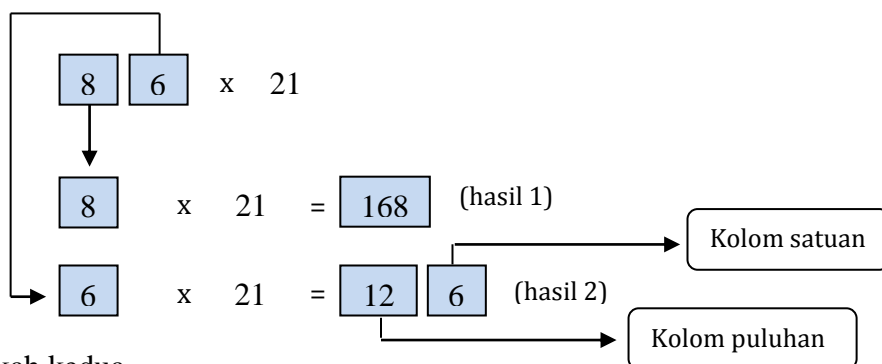 8 6 x 21
8 x 21 = 168 (hasil 1)
Kolom satuan
6 x 21 = 12 6 (hasil 2)
Kolom puluhan